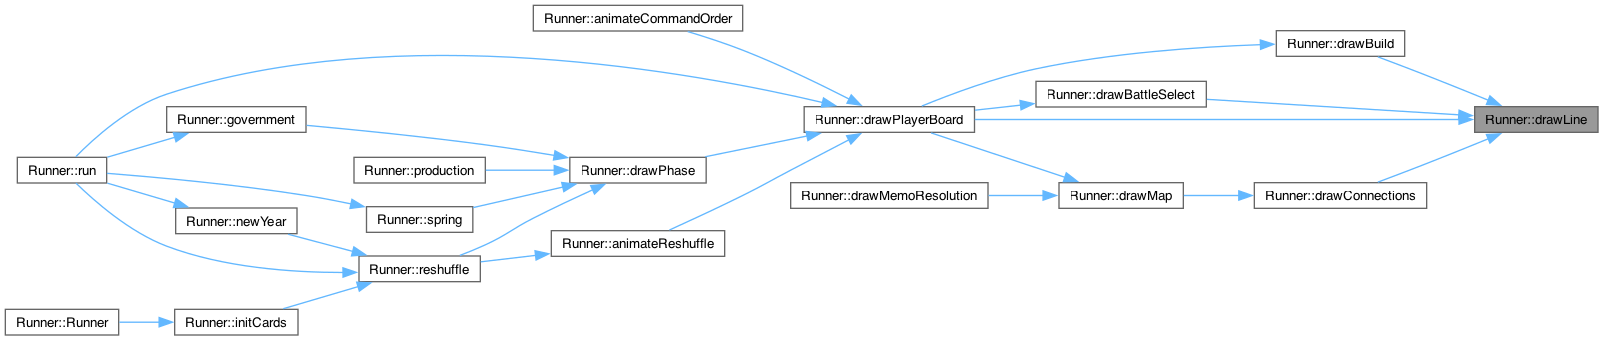 Runner::animateCommandOrder
Runner::drawBuild
Runner::drawBattleSelect
Runner::government
Runner::drawPlayerBoard
Runner::drawLine
Runner::run
Runner::production
Runner::drawPhase
Runner::drawMemoResolution
Runner::drawMap
Runner::drawConnections
Runner::newYear
Runner::spring
Runner::animateReshuffle
Runner::reshuffle
Runner::Runner
Runner::initCards